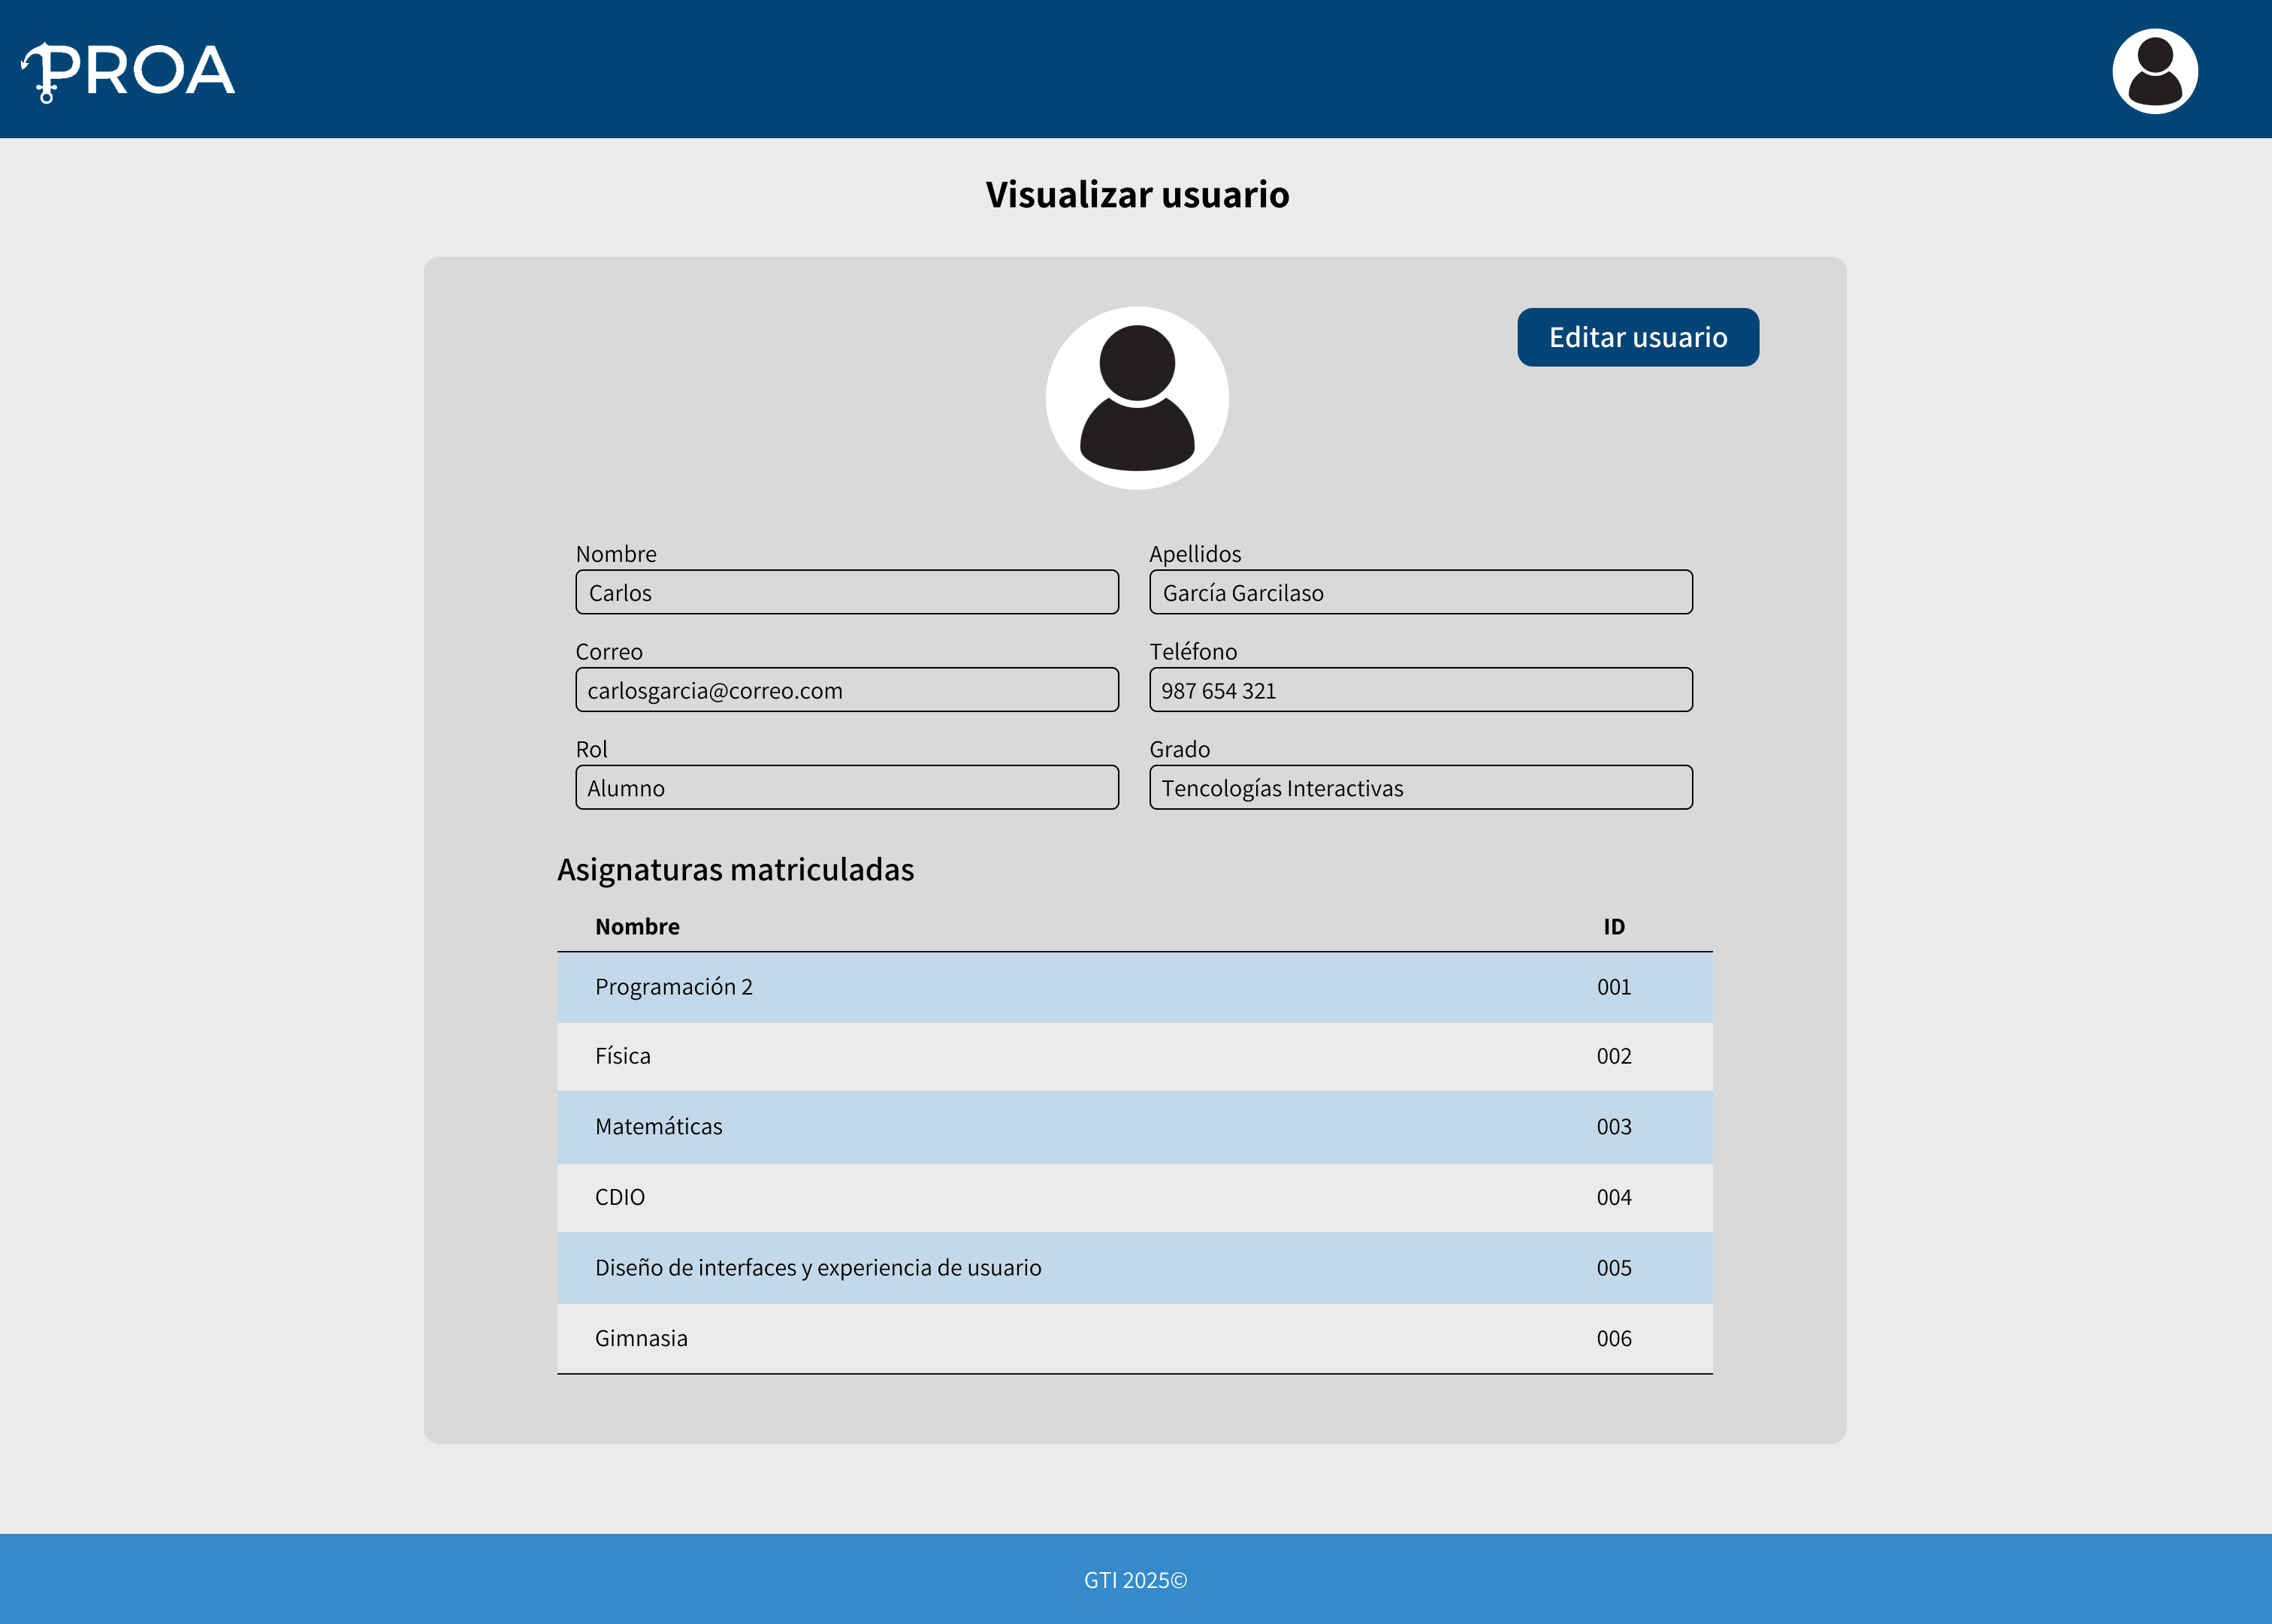 PROA
Visualizar usuario
Editar usuario
Nombre
Apellidos
Carlos
García Garcilaso
Correo
Teléfono
carlosgarcia@correo.com
987 654 321
Rol
Grado
Alumno
Tencologías Interactivas
Asignaturas matriculadas
Nombre ID
Programación 2 001
Física 002
Matemáticas 003
CDIO 004
Diseño de interfaces y experiencia de usuario 005
Gimnasia 006
GTI 2025©